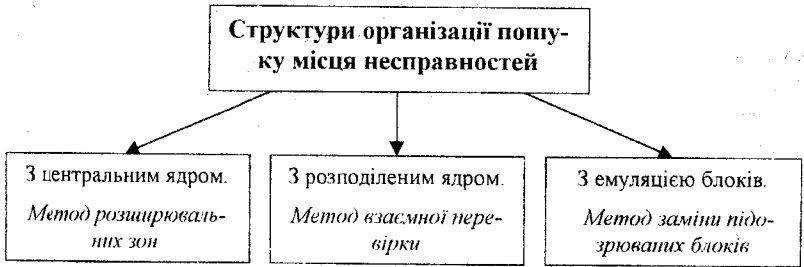 Структури організації пошу-
ку місця несправностей
З центральним ядром.
Метод розширюваль-
них зон
З розподіленим ядром.
Метод взаємної пере-
вірки
З емуляцією блоків.
Метод заміни підо-
зрюваних блоків